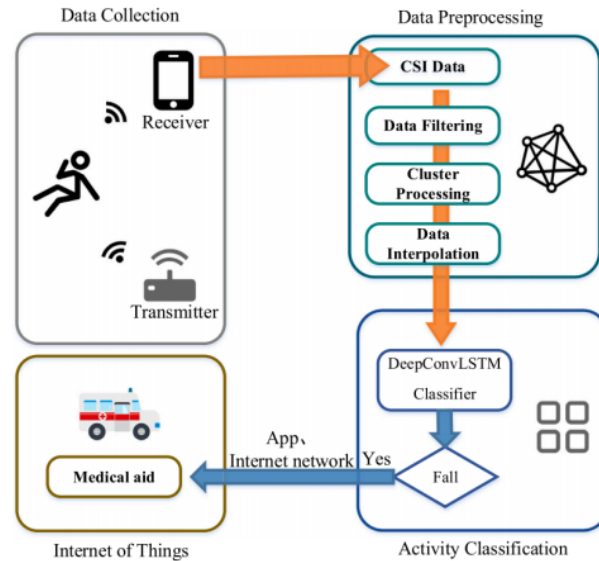 Data Collection
Data Preprocessing
Receiver
Transmitter
CSI Data
Data Filtering
Cluster
Processing
Data
Interpolation
DeepConvLSTM
Classifier
Fall
Yes
App、
Internet network
Medical aid
Internet of Things
Activity Classification